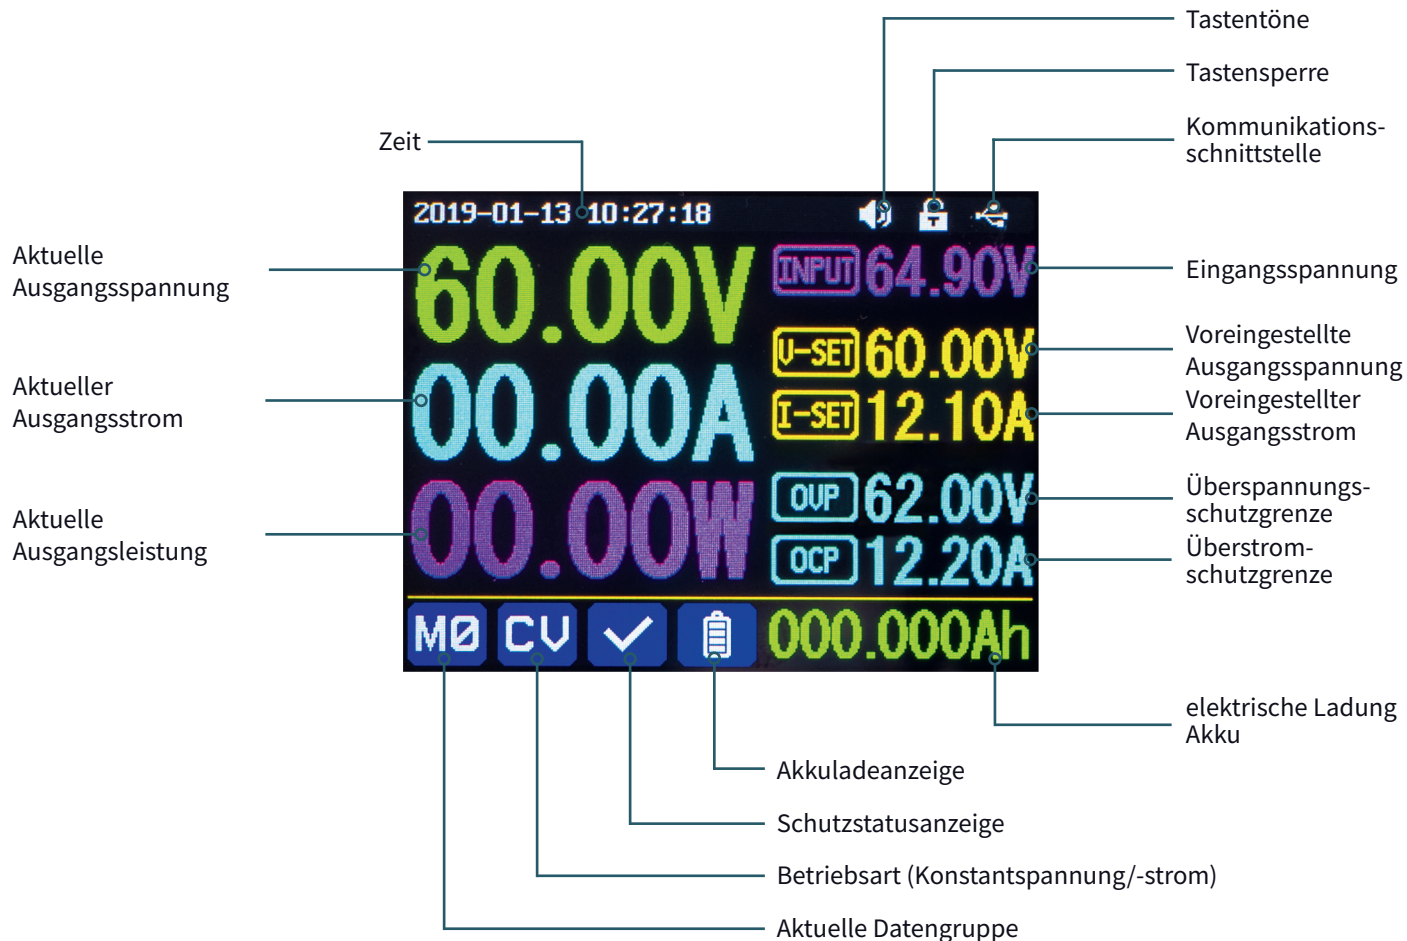 Tastentöne
Tastensperre
Kommunikations-
schnittstelle
Zeit
2019-01-13 10:27:18
Aktuelle
Ausgangsspannung
60.00V
INPUT 64.90V
Eingangsspannung
V-SET 60.00V
Voreingestellte
Ausgangsspannung
Aktueller
Ausgangsstrom
00.00A
I-SET 12.10A
Voreingestellter
Ausgangsstrom
OVP 62.00V
Überspannungs-
schutzgrenze
Aktuelle
Ausgangsleistung
00.00W
OCP 12.20A
Überstrom-
schutzgrenze
M0 CV 000.000Ah
elektrische Ladung
Akku
Akkuladeanzeige
Schutzstatusanzeige
Betriebsart (Konstantspannung/-strom)
Aktuelle Datengruppe